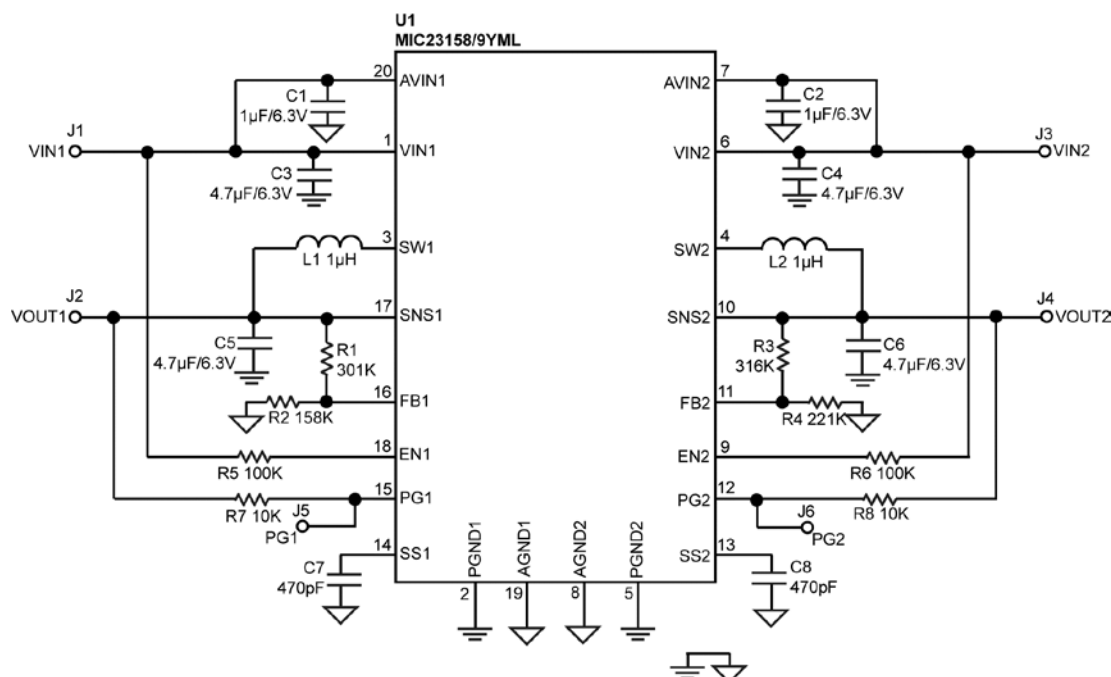 U1
MIC23158/9YML
20 AVIN1
AVIN2 7
C1
1µF/6.3V
C2
1µF/6.3V
J1
VIN1
1 VIN1
VIN2 6
J3
VIN2
C3
4.7µF/6.3V
C4
4.7µF/6.3V
3 SW1
SW2 4
L1 1µH
L2 1µH
J2
VOUT1
17 SNS1
SNS2 10
J4
VOUT2
C5
4.7µF/6.3V
R1
301K
R3
316K
C6
4.7µF/6.3V
16 FB1
FB2 11
R2 158K
R4 221K
18 EN1
EN2 9
R5 100K
R6 100K
15 PG1
PG2 12
R7 10K
R8 10K
J5
PG1
J6
PG2
14 SS1
SS2 13
C7
470pF
C8
470pF
PGND1
AGND1
AGND2
PGND2
2
19
8
5